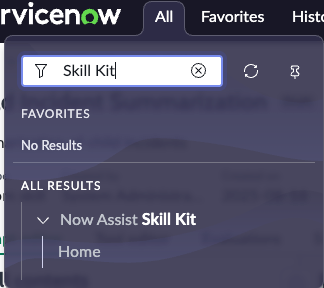 rvicenow All Favorites Histo
Skill Kit
FAVORITES
No Results
ALL RESULTS
Now Assist Skill Kit
Home